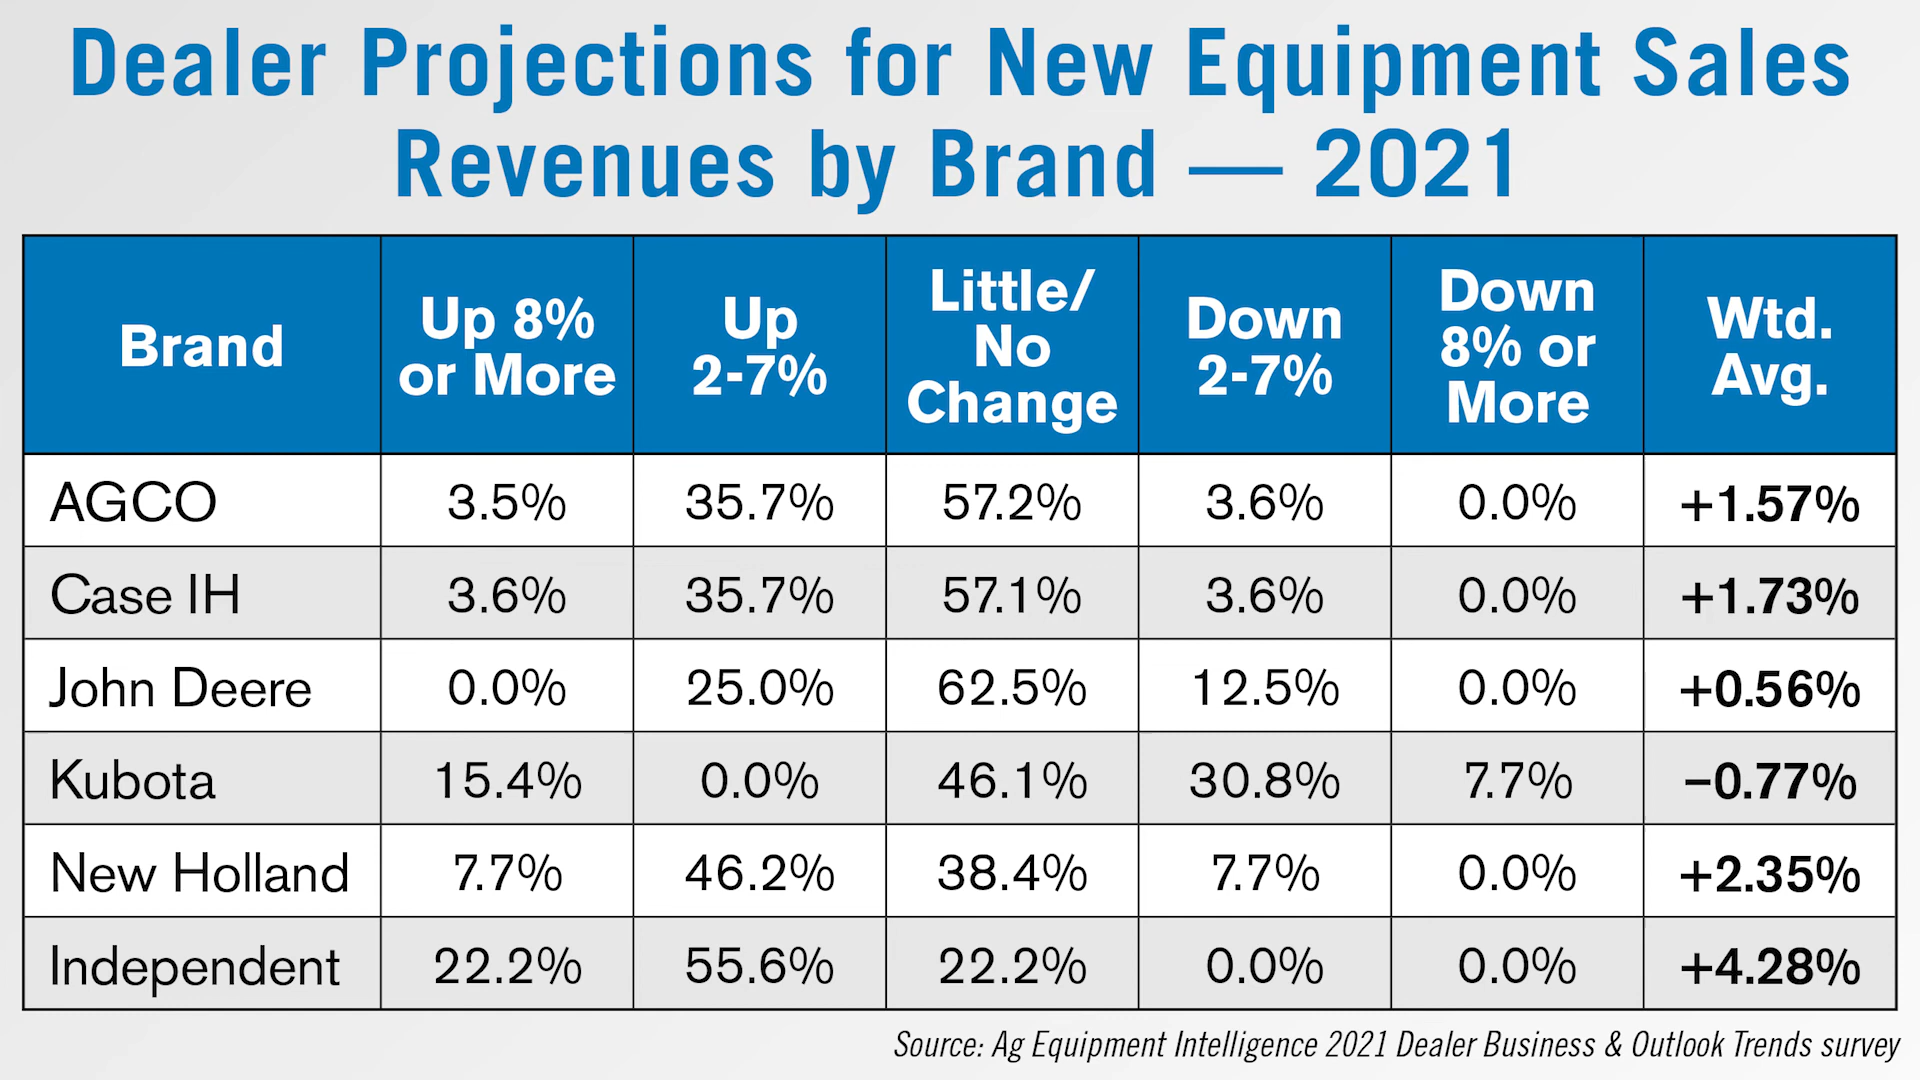 Dealer Projections for New Equipment Sales
Revenues by Brand — 2021
Brand Up 8% or More Up 2-7% Little/ No Change Down 2-7% Down 8% or More Wtd. Avg.
AGCO 3.5% 35.7% 57.2% 3.6% 0.0% +1.57%
Case IH 3.6% 35.7% 57.1% 3.6% 0.0% +1.73%
John Deere 0.0% 25.0% 62.5% 12.5% 0.0% +0.56%
Kubota 15.4% 0.0% 46.1% 30.8% 7.7% −0.77%
New Holland 7.7% 46.2% 38.4% 7.7% 0.0% +2.35%
Independent 22.2% 55.6% 22.2% 0.0% 0.0% +4.28%
Source: Ag Equipment Intelligence 2021 Dealer Business & Outlook Trends survey